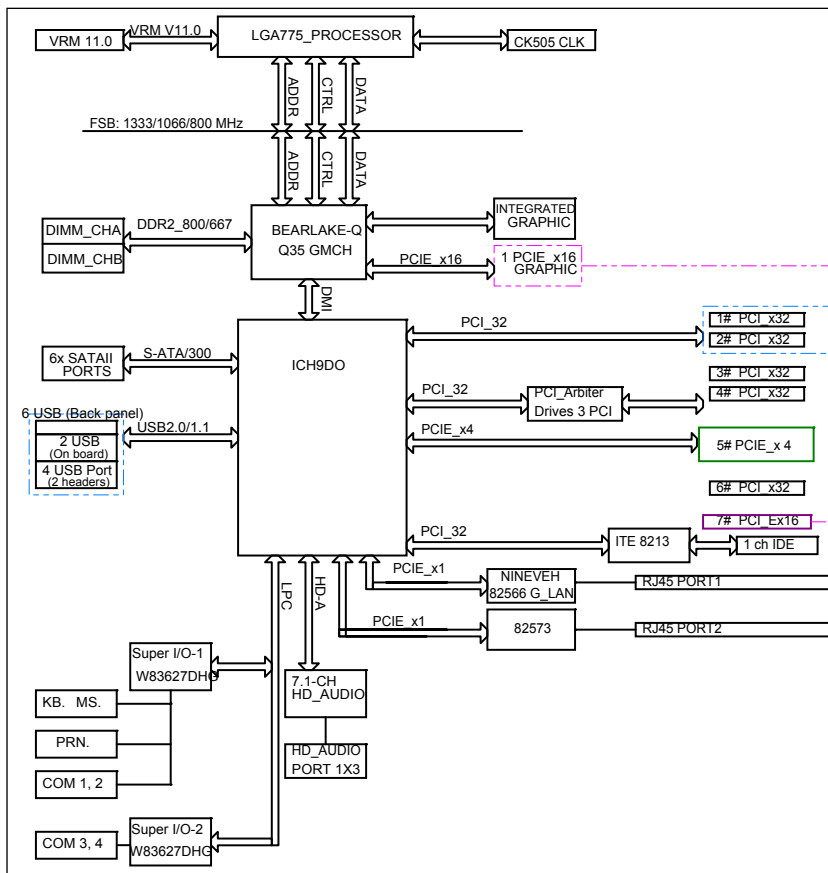 VRM 11.0
VRM V11.0
LGA775_PROCESSOR
CK505 CLK
ADDR
CTRL
DATA
FSB: 1333/1066/800 MHz
ADDR
CTRL
DATA
DIMM_CHA
DIMM_CHB
DDR2_800/667
BEARLAKE-Q
Q35 GMCH
INTEGRATED
GRAPHIC
PCIE_x16
1 PCIE_x16
GRAPHIC
DMI
6x SATAII
PORTS
S-ATA/300
ICH9DO
PCI_32
1# PCI_x32
2# PCI_x32
3# PCI_x32
4# PCI_x32
PCI_32
PCI_Arbiter
Drives 3 PCI
6 USB (Back panel)
2 USB
(On board)
4 USB Port
(2 headers)
USB2.0/1.1
PCIE_x4
5# PCIE_x 4
6# PCI_x32
7# PCI_Ex16
PCI_32
ITE 8213
1 ch IDE
LPC
HD-A
PCIE_x1
NINEVEH
82566 G_LAN
RJ45 PORT1
PCIE_x1
82573
RJ45 PORT2
Super I/O-1
W83627DHG
7.1-CH
HD_AUDIO
KB. MS.
PRN.
COM 1, 2
HD_AUDIO
PORT 1X3
Super I/O-2
W83627DHG
COM 3, 4